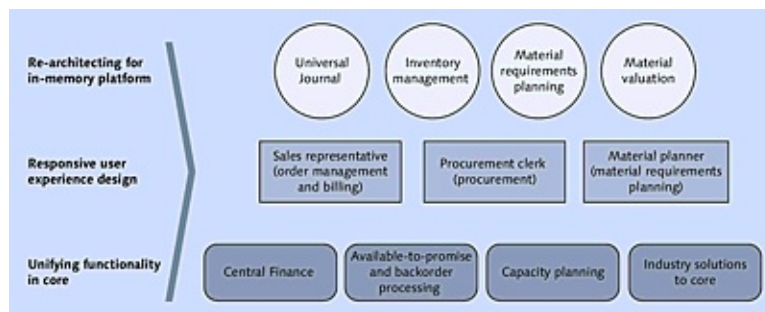 Re-architecting for
in-memory platform
Universal
Journal
Inventory
management
Material
requirements
planning
Material
valuation
Responsive user
experience design
Sales representative
(order management
and billing)
Procurement clerk
(procurement)
Material planner
(material requirements
planning)
Unifying functionality
in core
Central Finance
Available-to-promise
and backorder
processing
Capacity planning
Industry solutions
to core